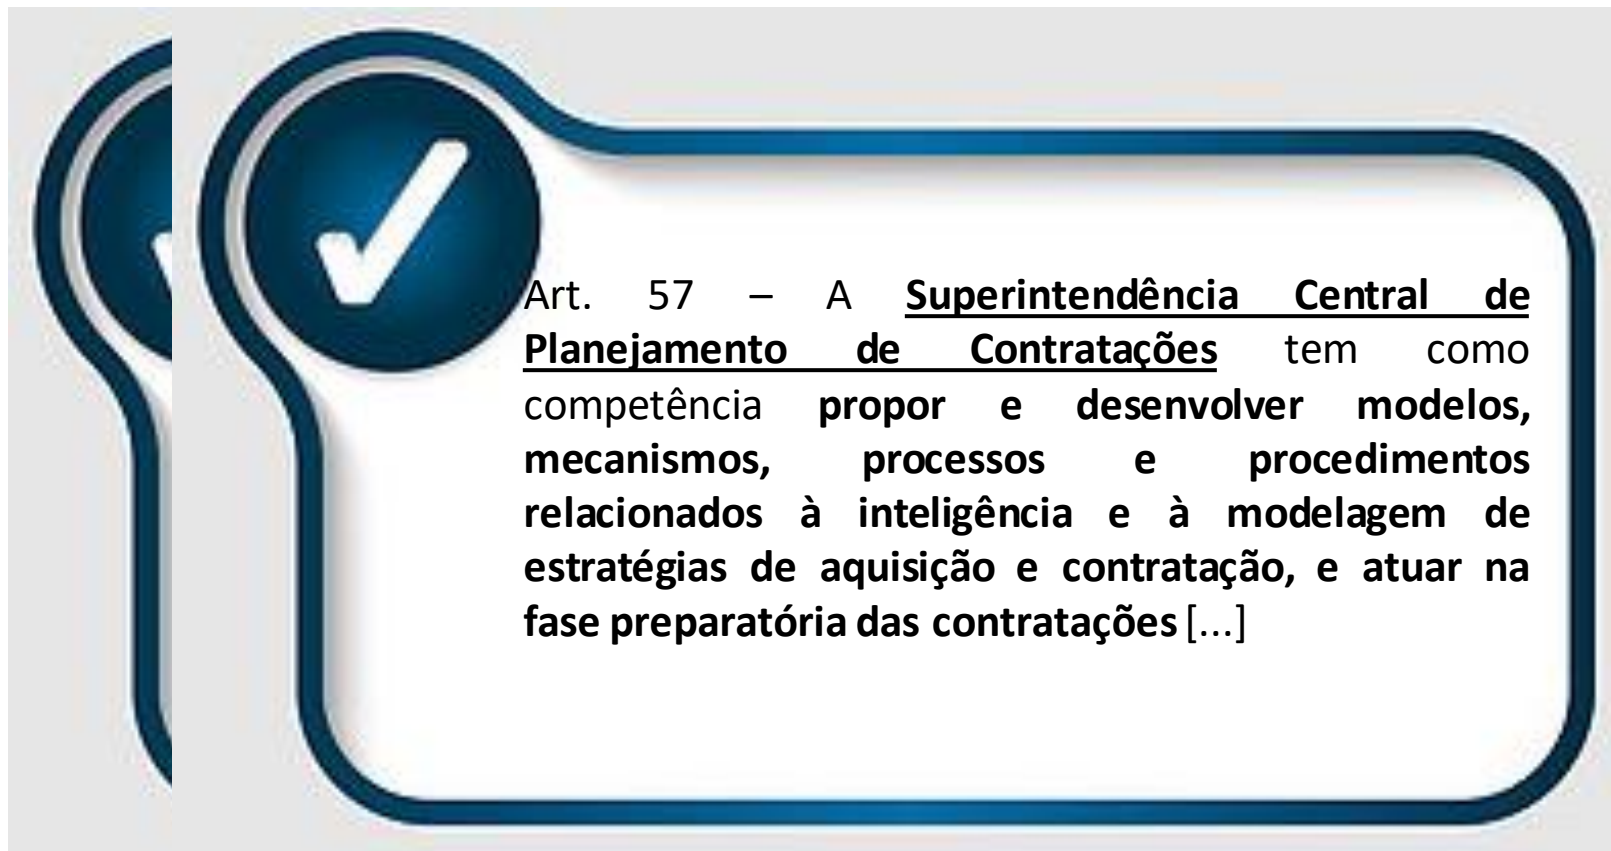 Art. 57 – A Superintendência Central de
Planejamento de Contratações tem como
competência propor e desenvolver modelos,
mecanismos, processos e procedimentos
relacionados à inteligência e à modelagem de
estratégias de aquisição e contratação, e atuar na
fase preparatória das contratações [...]